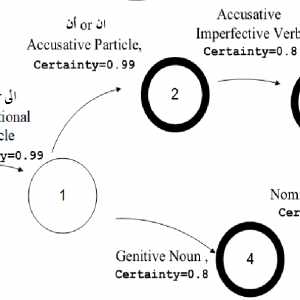 أن or ان
Accusative Particle,
Certainty=0.99
Accusative
Imperfective Verb
Certainty=0.8
2
الى
tional
cle
y=0.99
1
Nom
Cer
Genitive Noun ,
Certainty=0.8
4